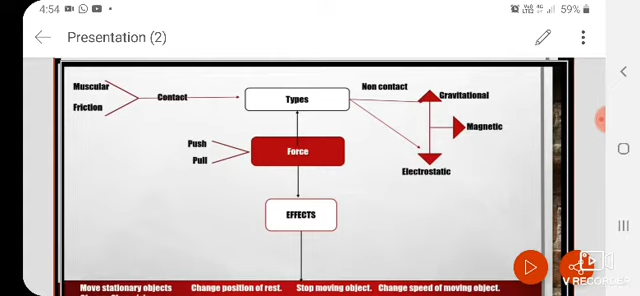 4:54
59%
Presentation (2)
Muscular
Friction
Contact
Types
Non contact
Gravitational
Magnetic
Electrostatic
Push
Pull
Force
EFFECTS
Move stationary objects Change position of rest. Stop moving object. Change speed of moving object.
V RECORDER